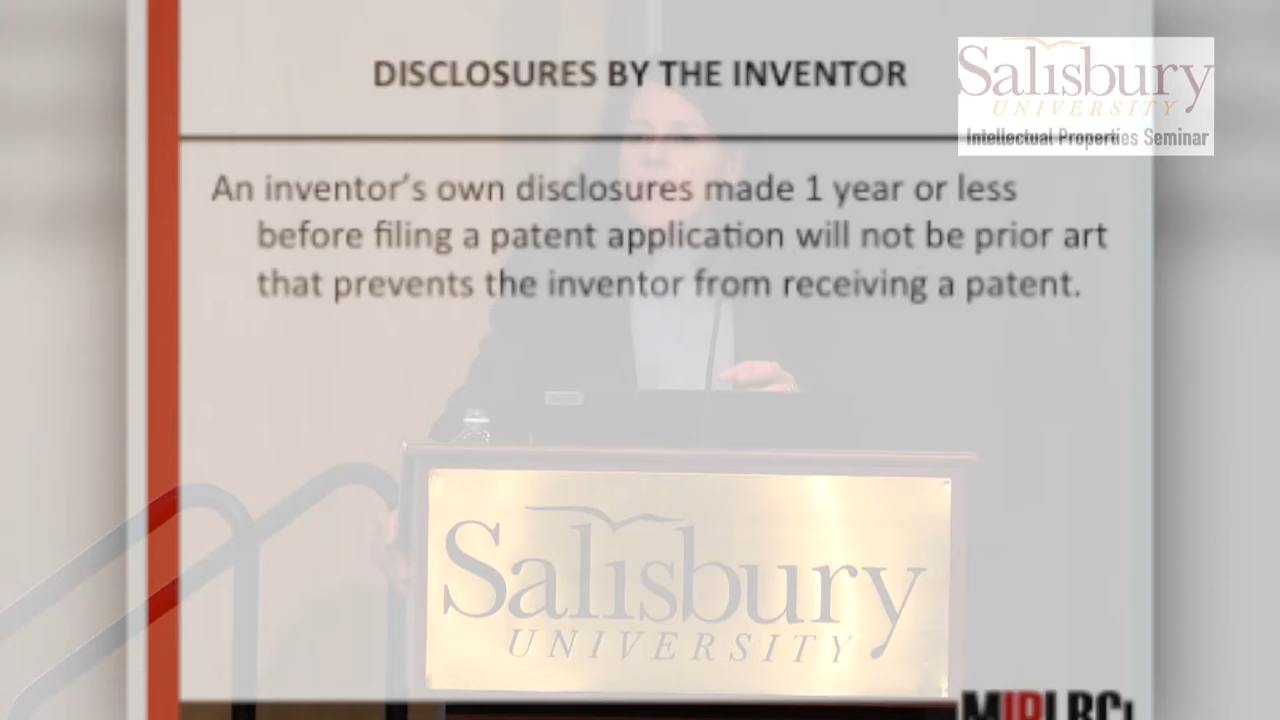 DISCLOSURES BY THE INVENTOR
Salisbury
UNIVERSITY
Intellectual Properties Seminar
An inventor's own disclosures made 1 year or less
before filing a patent application will not be prior art
that prevents the inventor from receiving a patent.
Salisbury
UNIVERSITY